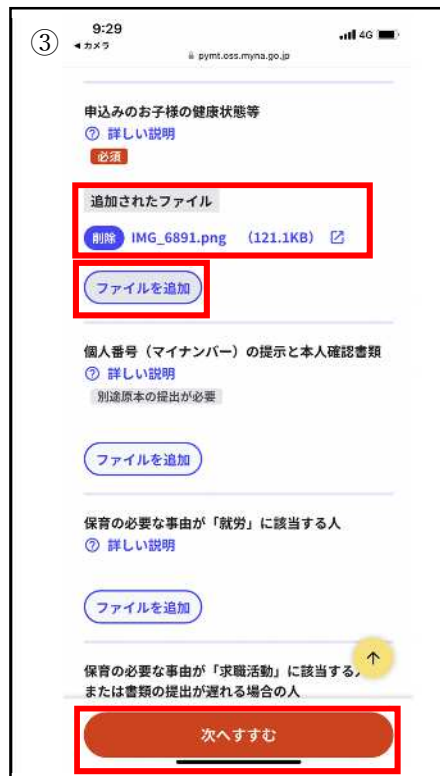 ③
9:29
4G
◀ カメラ
pymt.oss.myna.go.jp
申込みのお子様の健康状態等
? 詳しい説明
必須
追加されたファイル
削除 IMG_6891.png (121.1KB)
ファイルを追加
個人番号(マイナンバー)の提示と本人確認書類
? 詳しい説明
別途原本の提出が必要
ファイルを追加
保育の必要な事由が「就労」に該当する人
? 詳しい説明
ファイルを追加
保育の必要な事由が「求職活動」に該当する
または書類の提出が遅れる場合の人
次へすすむ